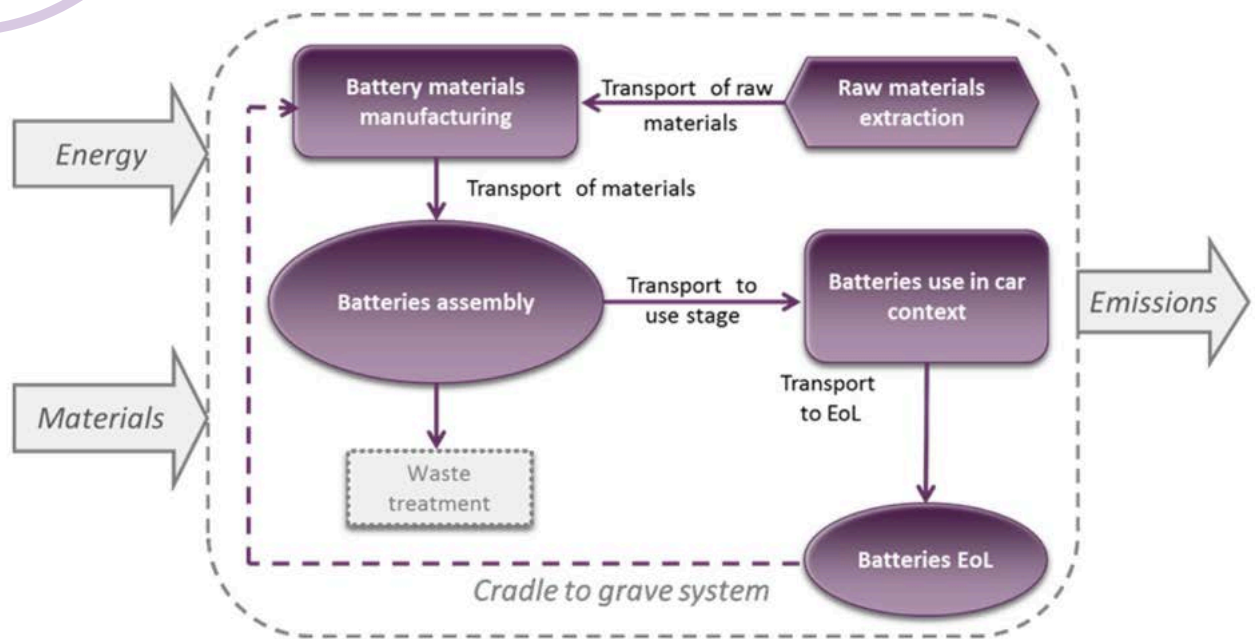 Battery materials
manufacturing
Transport of raw
materials
Raw materials
extraction
Energy
Transport of materials
Batteries assembly
Transport to
use stage
Batteries use in car
context
Emissions
Materials
Transport
to EoL
Waste
treatment
Batteries EoL
Cradle to grave system